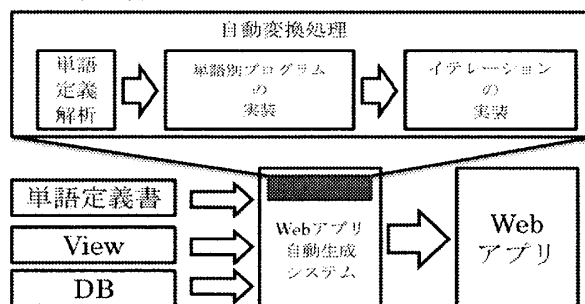 自動変換処理
単語
定義
解析
単語別プログラム
の
実装
イテレーション
の
実装
単語定義書
View
DB
Webアプリ
自動生成
システム
Web
アプリ